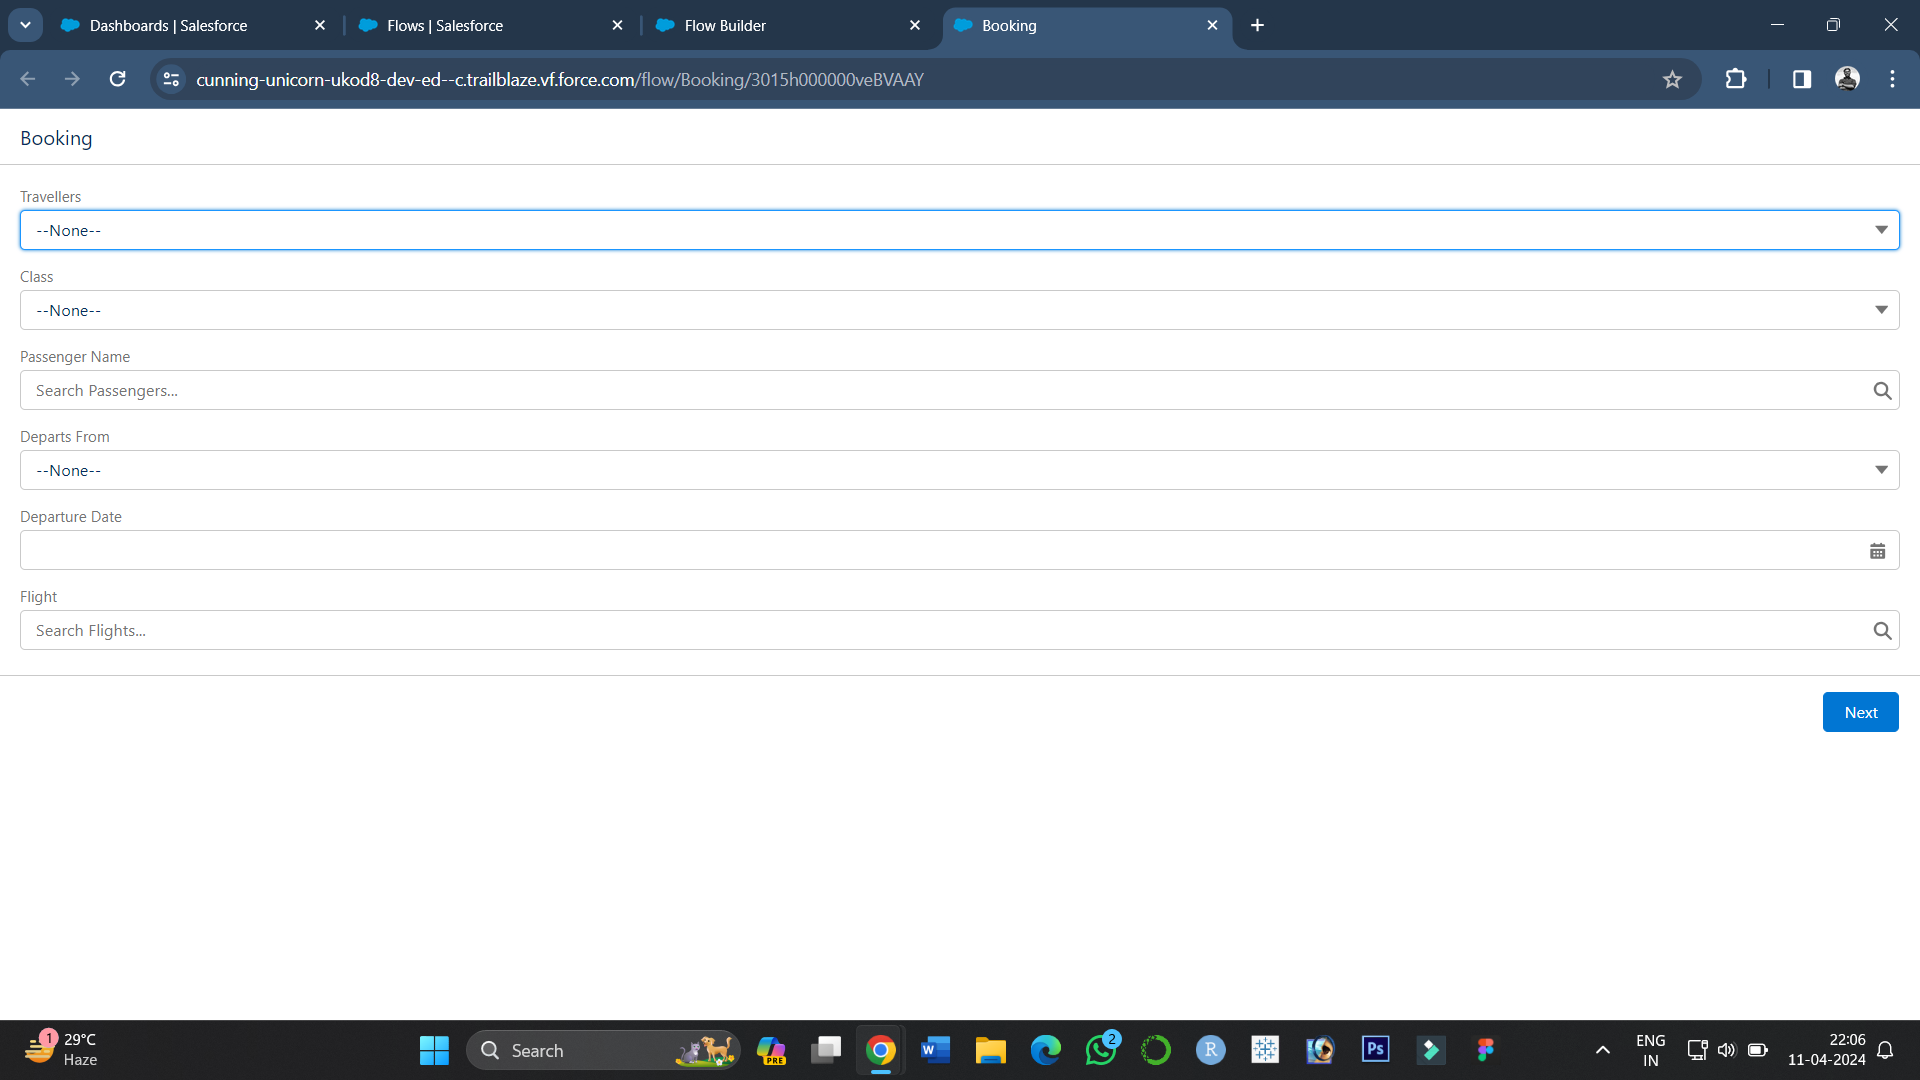 Dashboards | Salesforce
Flows | Salesforce
Flow Builder
Booking
cunning-unicorn-ukod8-dev-ed--c.trailblaze.vf.force.com/flow/Booking/3015h000000veBVAAY
Booking
Travellers
--None--
Class
--None--
Passenger Name
Search Passengers...
Departs From
--None--
Departure Date
Flight
Search Flights...
Next
1
29°C
Haze
Search
PRE
W
2
R
Ps
ENG
IN
22:06
11-04-2024